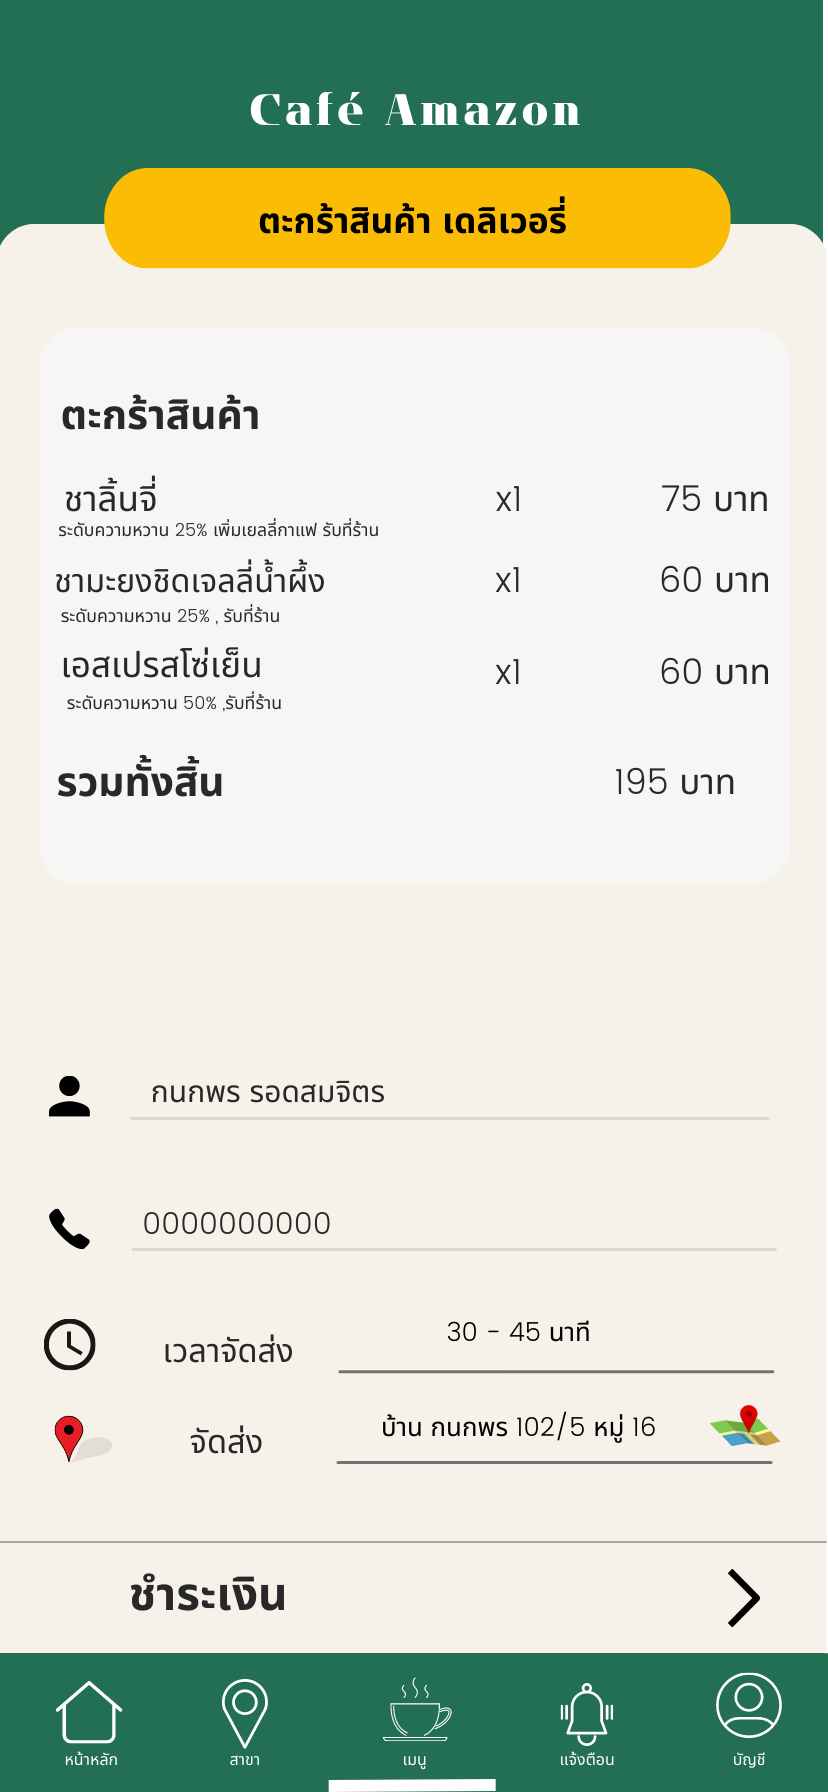 Café Amazon
ตะกร้าสินค้า เดลิเวอรี่
ตะกร้าสินค้า
ชาลิ้นจี่ x1 75 บาท
ระดับความหวาน 25% เพิ่มเยลลี่กาแฟ รับที่ร้าน
ชามะยงชิดเจลลี่น้ำผึ้ง x1 60 บาท
ระดับความหวาน 25% , รับที่ร้าน
เอสเปรสโซ่เย็น x1 60 บาท
ระดับความหวาน 50% ,รับที่ร้าน
รวมทั้งสิ้น 195 บาท
กนกพร รอดสมจิตร
0000000000
เวลาจัดส่ง 30 - 45 นาที
จัดส่ง บ้าน กนกพร 102/5 หมู่ 16
ชำระเงิน
หน้าหลัก สาขา เมนู แจ้งตือน บัญชี